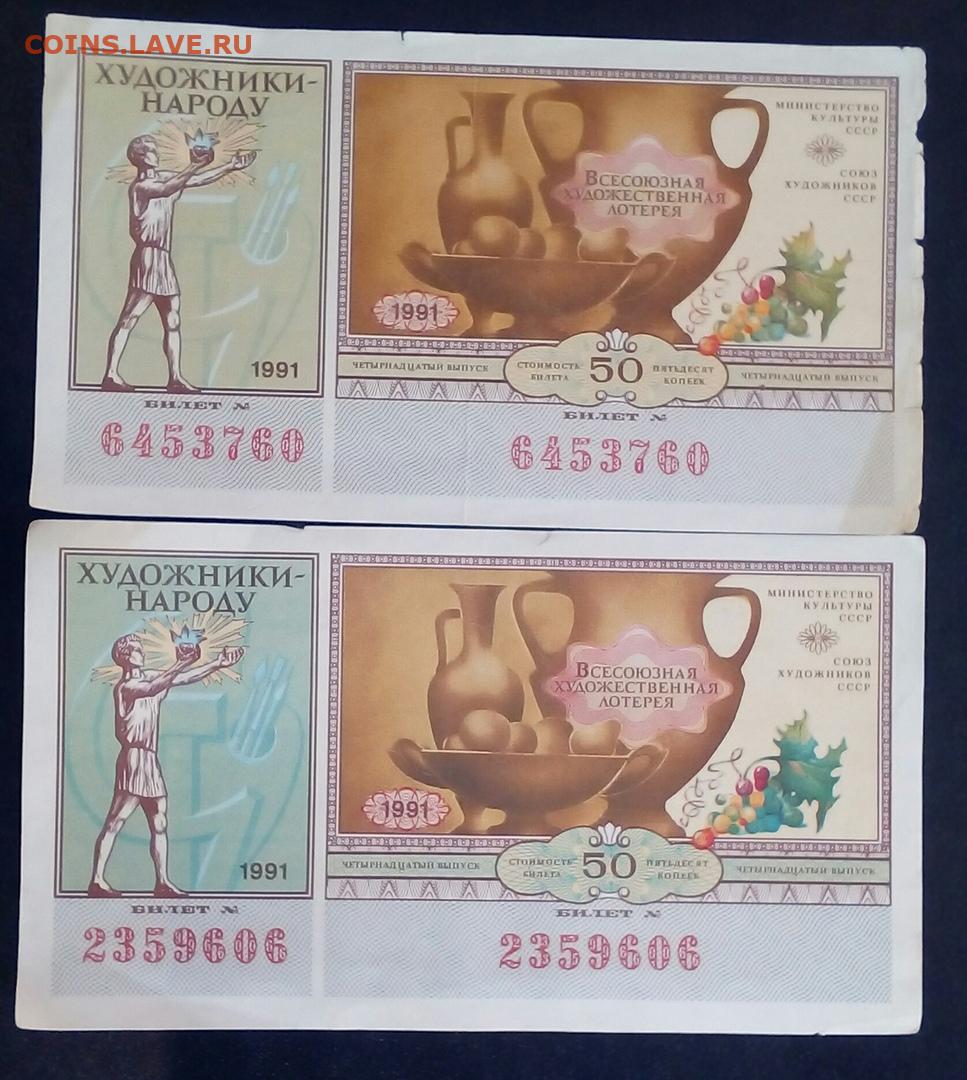 COINS.LAVE.RU
ХУДОЖНИКИ-
НАРОДУ
1991
БИЛЕТ №
6453760
ВСЕСОЮЗНАЯ
ХУДОЖЕСТВЕННАЯ
ЛОТЕРЕЯ
МИНИСТЕРСТВО
КУЛЬТУРЫ
СССР
СОЮЗ
ХУДОЖНИКОВ
СССР
1991
ЧЕТЫРНАДЦАТЫЙ ВЫПУСК
СТОИМОСТЬ
БИЛЕТА
50
ПЯТЬДЕСЯТ
КОПЕЕК
ЧЕТЫРНАДЦАТЫЙ ВЫПУСК
БИЛЕТ №
6453760
ХУДОЖНИКИ-
НАРОДУ
1991
БИЛЕТ №
2359606
ВСЕСОЮЗНАЯ
ХУДОЖЕСТВЕННАЯ
ЛОТЕРЕЯ
МИНИСТЕРСТВО
КУЛЬТУРЫ
СССР
СОЮЗ
ХУДОЖНИКОВ
СССР
1991
ЧЕТЫРНАДЦАТЫЙ ВЫПУСК
СТОИМОСТЬ
БИЛЕТА
50
ПЯТЬДЕСЯТ
КОПЕЕК
ЧЕТЫРНАДЦАТЫЙ ВЫПУСК
БИЛЕТ №
2359606